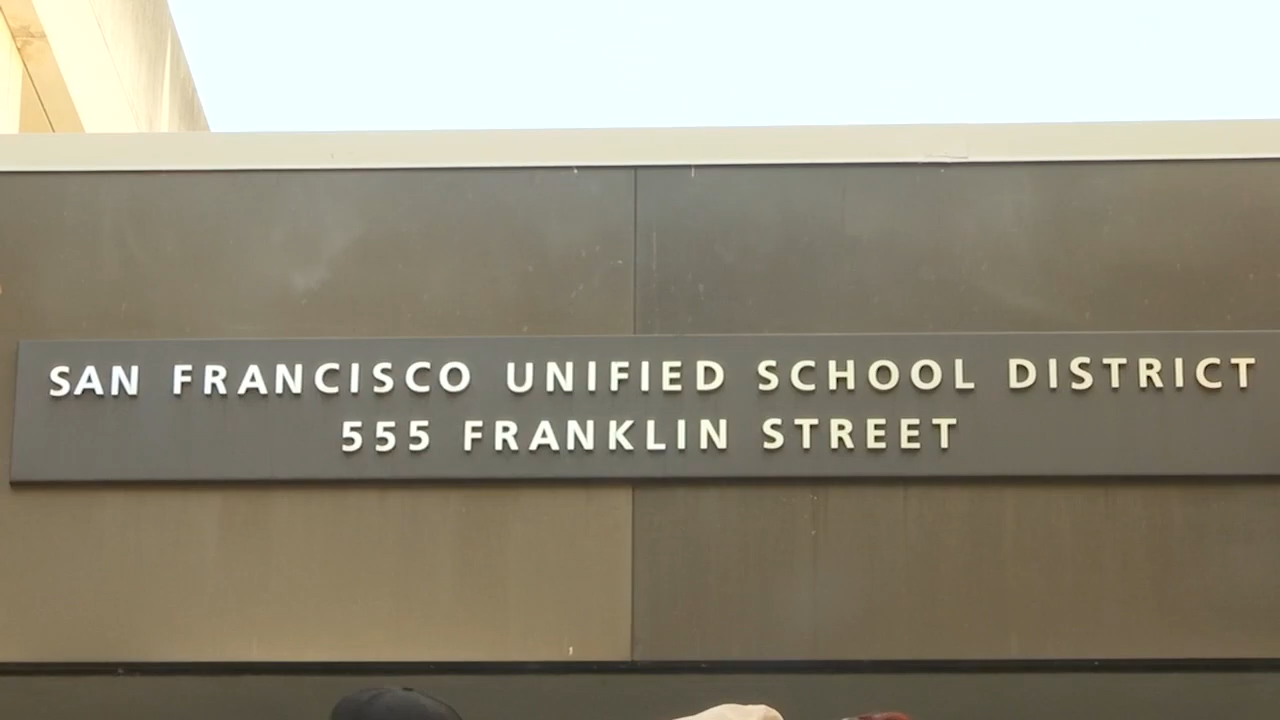 SAN FRANCISCO UNIFIED SCHOOL DISTRICT
555 FRANKLIN STREET